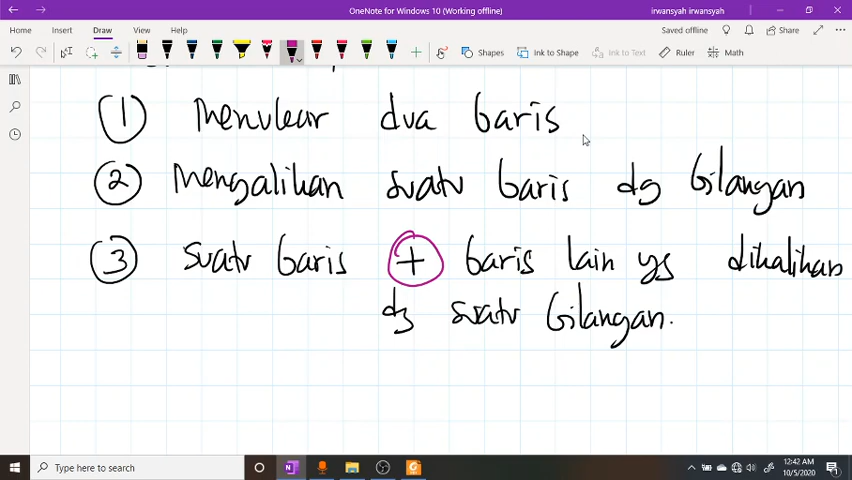 OneNote for Windows 10 (Working offline)
irwansyah irwansyah
Home Insert Draw View Help
Saved offline Share
Shapes Ink to Shape Ink to Text Ruler Math
① Menukar dua baris
② Mengalikan suatu baris dg bilangan
③ suatu baris + baris lain yg dikalikan
dg suatu bilangan.
Type here to search
12:42 AM
10/5/2020